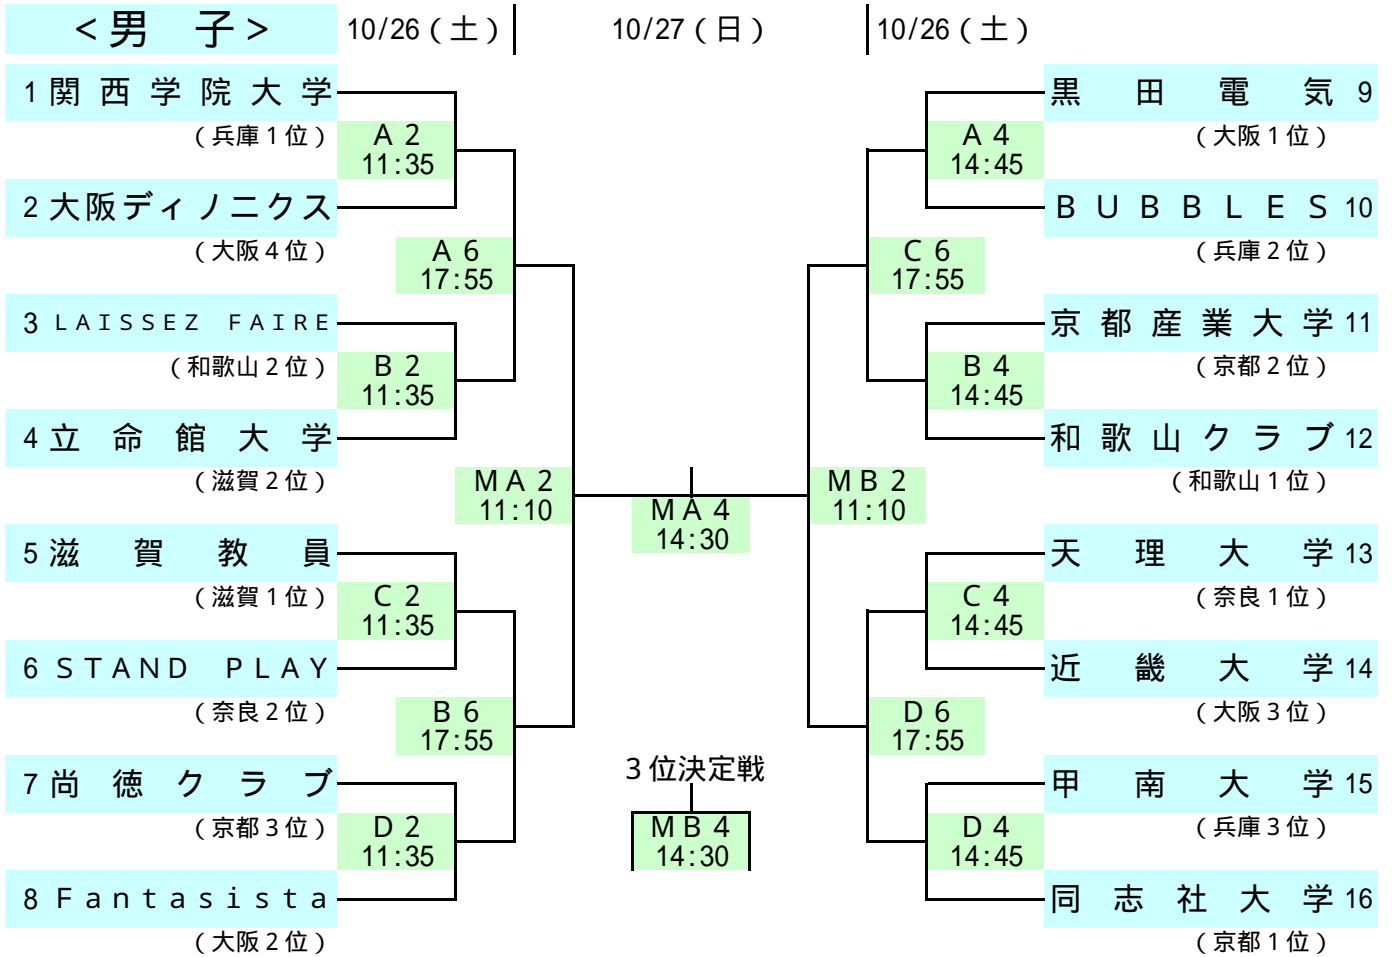 ＜男　子＞
10/26（土）
10/27（日）
10/26（土）
1 関西学院大学
（兵庫１位）
A 2
11:35
2 大阪ディノニクス
（大阪４位）
A 6
17:55
3 LAISSEZ FAIRE
（和歌山２位）
B 2
11:35
4 立命館大学
（滋賀２位）
MA 2
11:10
5 滋賀教員
（滋賀１位）
C 2
11:35
6 STAND PLAY
（奈良２位）
B 6
17:55
7 尚徳クラブ
（京都３位）
D 2
11:35
8 Fantasista
（大阪２位）
MA 4
14:30
３位決定戦
MB 4
14:30
黒田電気 9
（大阪１位）
A 4
14:45
BUBBLES 10
（兵庫２位）
C 6
17:55
京都産業大学 11
（京都２位）
B 4
14:45
和歌山クラブ 12
（和歌山１位）
MB 2
11:10
天理大学 13
（奈良１位）
C 4
14:45
近畿大学 14
（大阪３位）
D 6
17:55
甲南大学 15
（兵庫３位）
D 4
14:45
同志社大学 16
（京都１位）